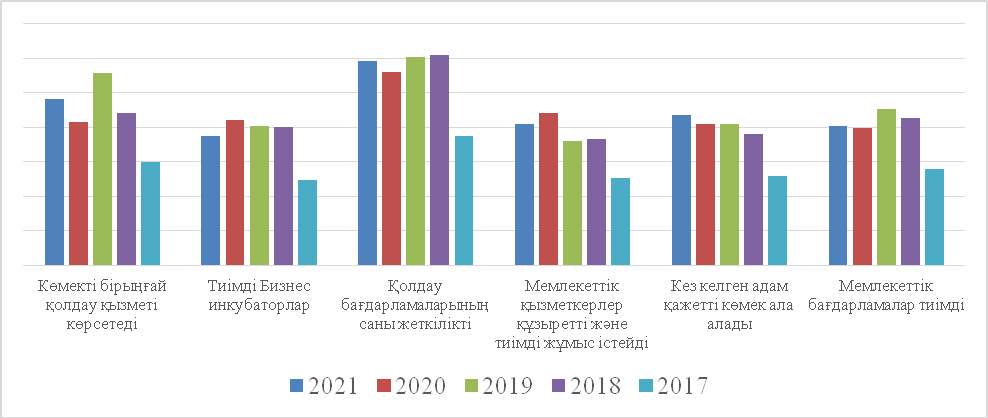 Көмекті бірыңғай
қолдау қызметі
көрсетеді
Тиімді Бизнес
инкубаторлар
Қолдау
бағдарламаларының
саны жеткілікті
Мемлекеттік
қызметкерлер
құзыретті және
тиімді жұмыс істейді
Кез келген адам
қажетті көмек ала
алады
Мемлекеттік
бағдарламалар тиімді
2021 2020 2019 2018 2017